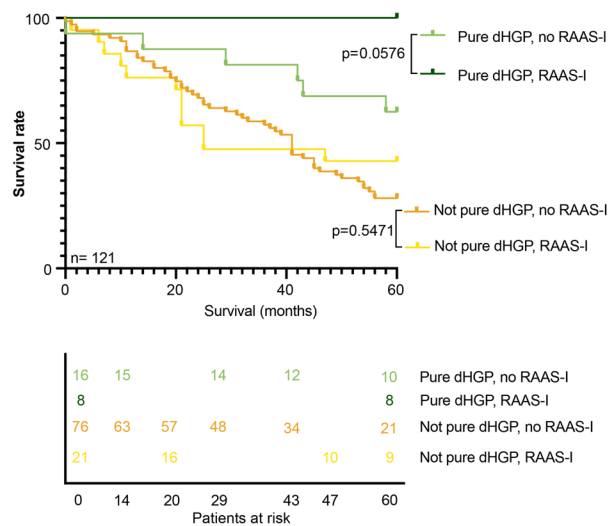 100
Pure dHGP, no RAAS-I
p=0.0576
Pure dHGP, RAAS-I
Survival rate
50
Not pure dHGP, no RAAS-I
p=0.5471
Not pure dHGP, RAAS-I
n= 121
0
0 20 40 60
Survival (months)
16 15 14 12 10 Pure dHGP, no RAAS-I
8 8 Pure dHGP, RAAS-I
76 63 57 48 34 21 Not pure dHGP, no RAAS-I
21 16 10 9 Not pure dHGP, RAAS-I
0 14 20 29 43 47 60
Patients at risk